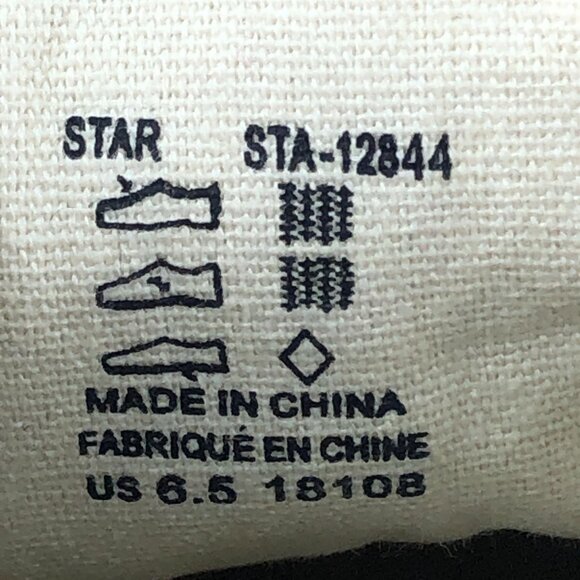 STAR STA-12844
MADE IN CHINA
FABRIQUÉ EN CHINE
US 6.5 18108